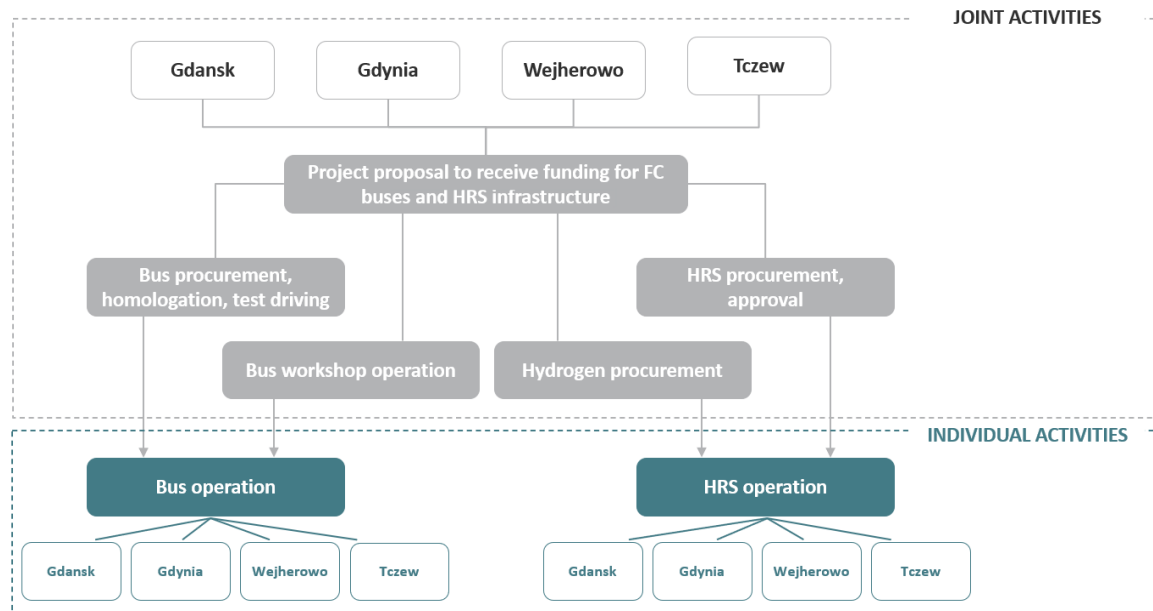 JOINT ACTIVITIES
Gdansk
Gdynia
Wejherowo
Tczew
Project proposal to receive funding for FC
buses and HRS infrastructure
Bus procurement,
homologation, test driving
HRS procurement,
approval
Bus workshop operation
Hydrogen procurement
INDIVIDUAL ACTIVITIES
Bus operation
HRS operation
Gdansk
Gdynia
Wejherowo
Tczew
Gdansk
Gdynia
Wejherowo
Tczew